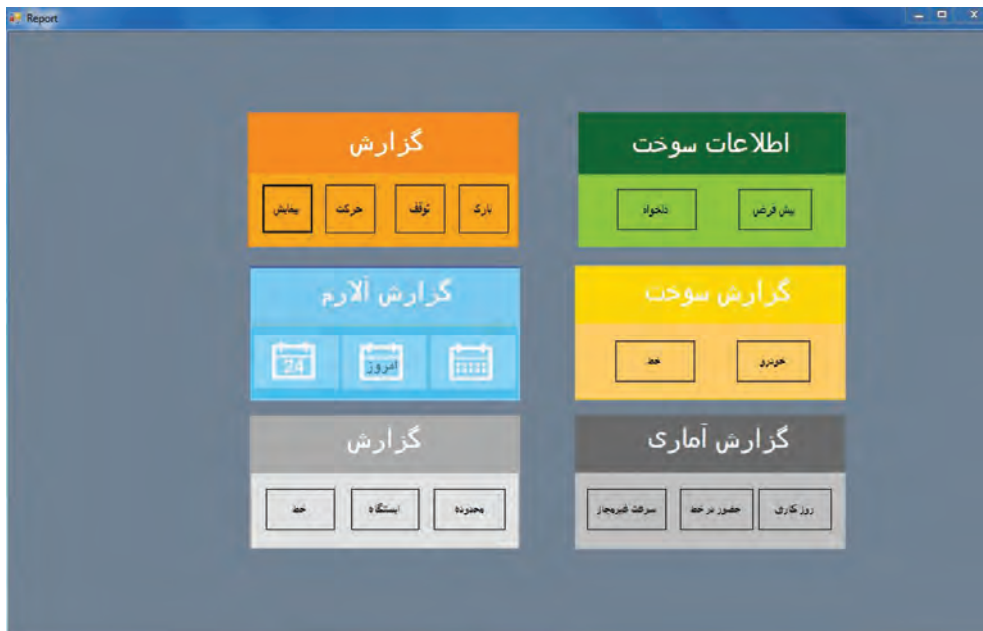 Report
اطلاعات سوخت
پیش فرض
دلخواه
گزارش
پارک
توقف
حرکت
پیمایش
گزارش سوخت
خودرو
خط
گزارش آلارم
امروز
24
گزارش آماری
روز کاری
حضور در خط
سرعت غیرمجاز
گزارش
محدوده
ایستگاه
خط